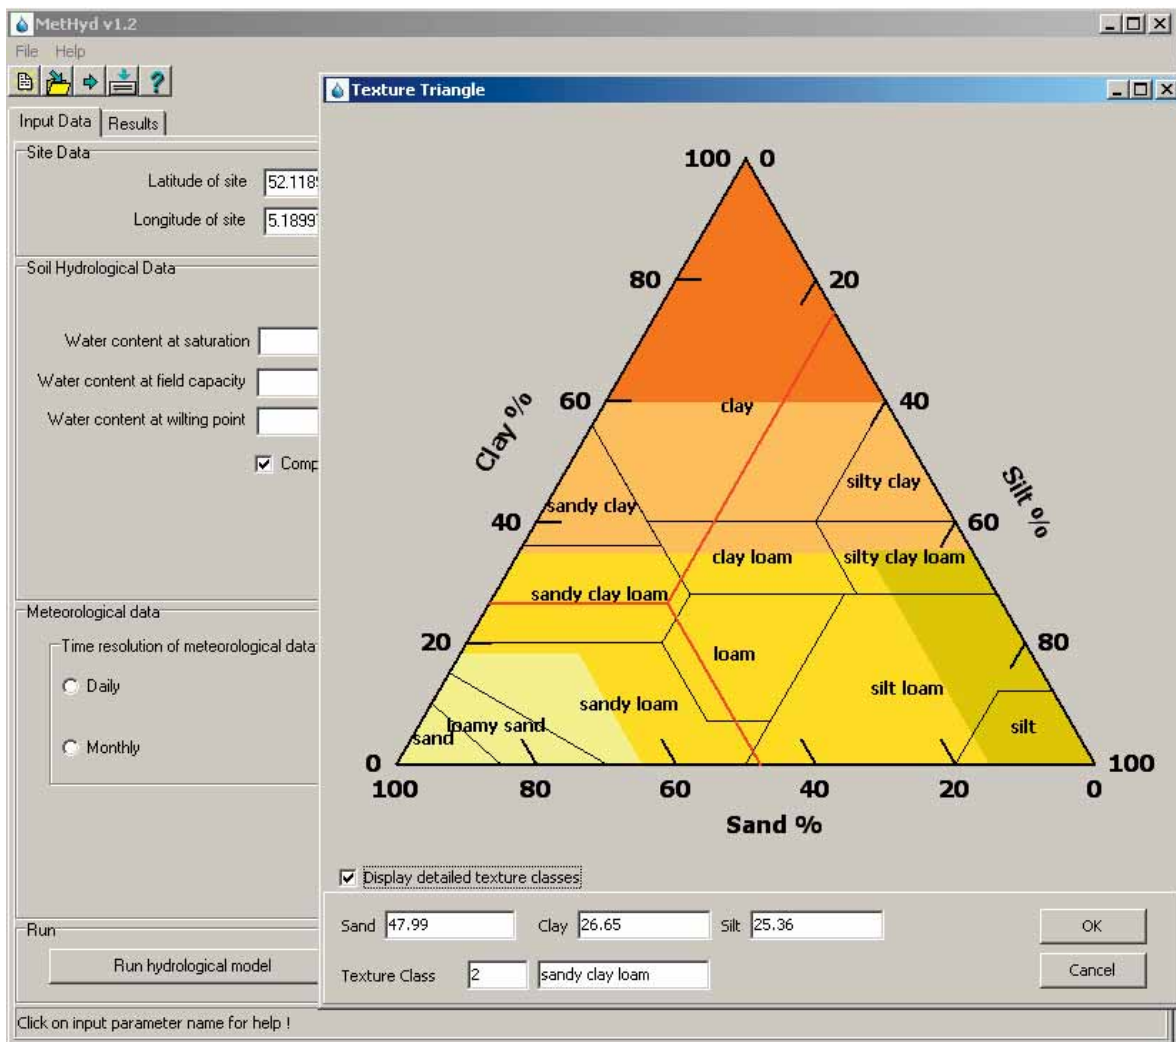 MetHyd v1.2
File Help
Input Data Results
Site Data
Latitude of site 52.118
Longitude of site 5.1899
Soil Hydrological Data
Water content at saturation
Water content at field capacity
Water content at wilting point
Comp
Meteorological data
Time resolution of meteorological data
Daily
Monthly
Run
Run hydrological model
Click on input parameter name for help !
Texture Triangle
100 0
80 20
60 clay 40
Clay %
Silt %
silty clay
sandy clay
40 60
clay loam silty clay loam
sandy clay loam
20 loam 80
silt loam
sandy loam
loamy sand silt
sand
0 100
100 80 60 40 20 0
Sand %
Display detailed texture classes
Sand 47.99 Clay 26.65 Silt 25.36 OK
Texture Class 2 sandy clay loam Cancel